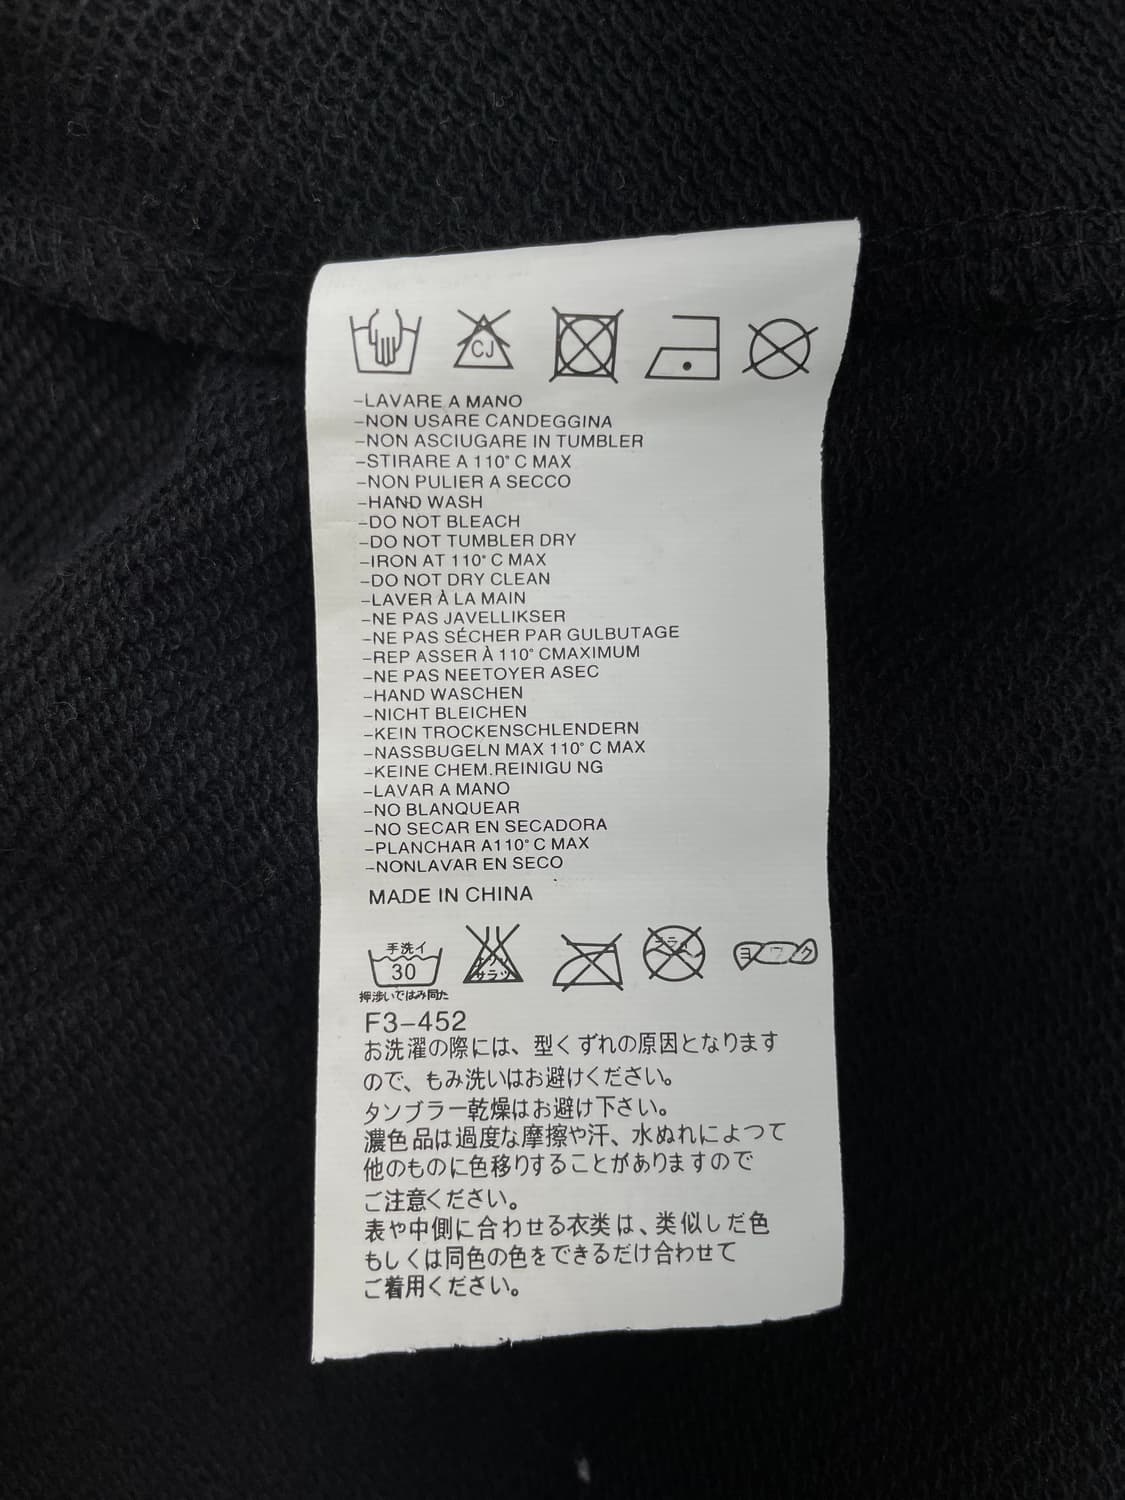 CJ
-LAVARE A MANO
-NON USARE CANDEGGINA
-NON ASCIUGARE IN TUMBLER
-STIRARE A 110° C MAX
-NON PULIER A SECCO
-HAND WASH
-DO NOT BLEACH
-DO NOT TUMBLER DRY
-IRON AT 110° C MAX
-DO NOT DRY CLEAN
-LAVER À LA MAIN
-NE PAS JAVELLIKSER
-NE PAS SÉCHER PAR GULBUTAGE
-REP ASSER À 110° CMAXIMUM
-NE PAS NEETOYER ASEC
-HAND WASCHEN
-NICHT BLEICHEN
-KEIN TROCKENSCHLENDERN
-NASSBUGELN MAX 110° C MAX
-KEINE CHEM.REINIGU NG
-LAVAR A MANO
-NO BLANQUEAR
-NO SECAR EN SECADORA
-PLANCHAR A110° C MAX
-NONLAVAR EN SECO
MADE IN CHINA
手洗イ
30
サラツ
ヨワク
F3-452
お洗濯の際には、型くずれの原因となります
ので、もみ洗いはお避けください。
タンブラー乾燥はお避け下さい。
濃色品は過度な摩擦や汗、水ぬれによつて
他のものに色移りすることがありますので
ご注意ください。
表や中側に合わせる衣类は、类似しだ色
もしくは同色の色をできるだけ合わせて
ご着用ください。